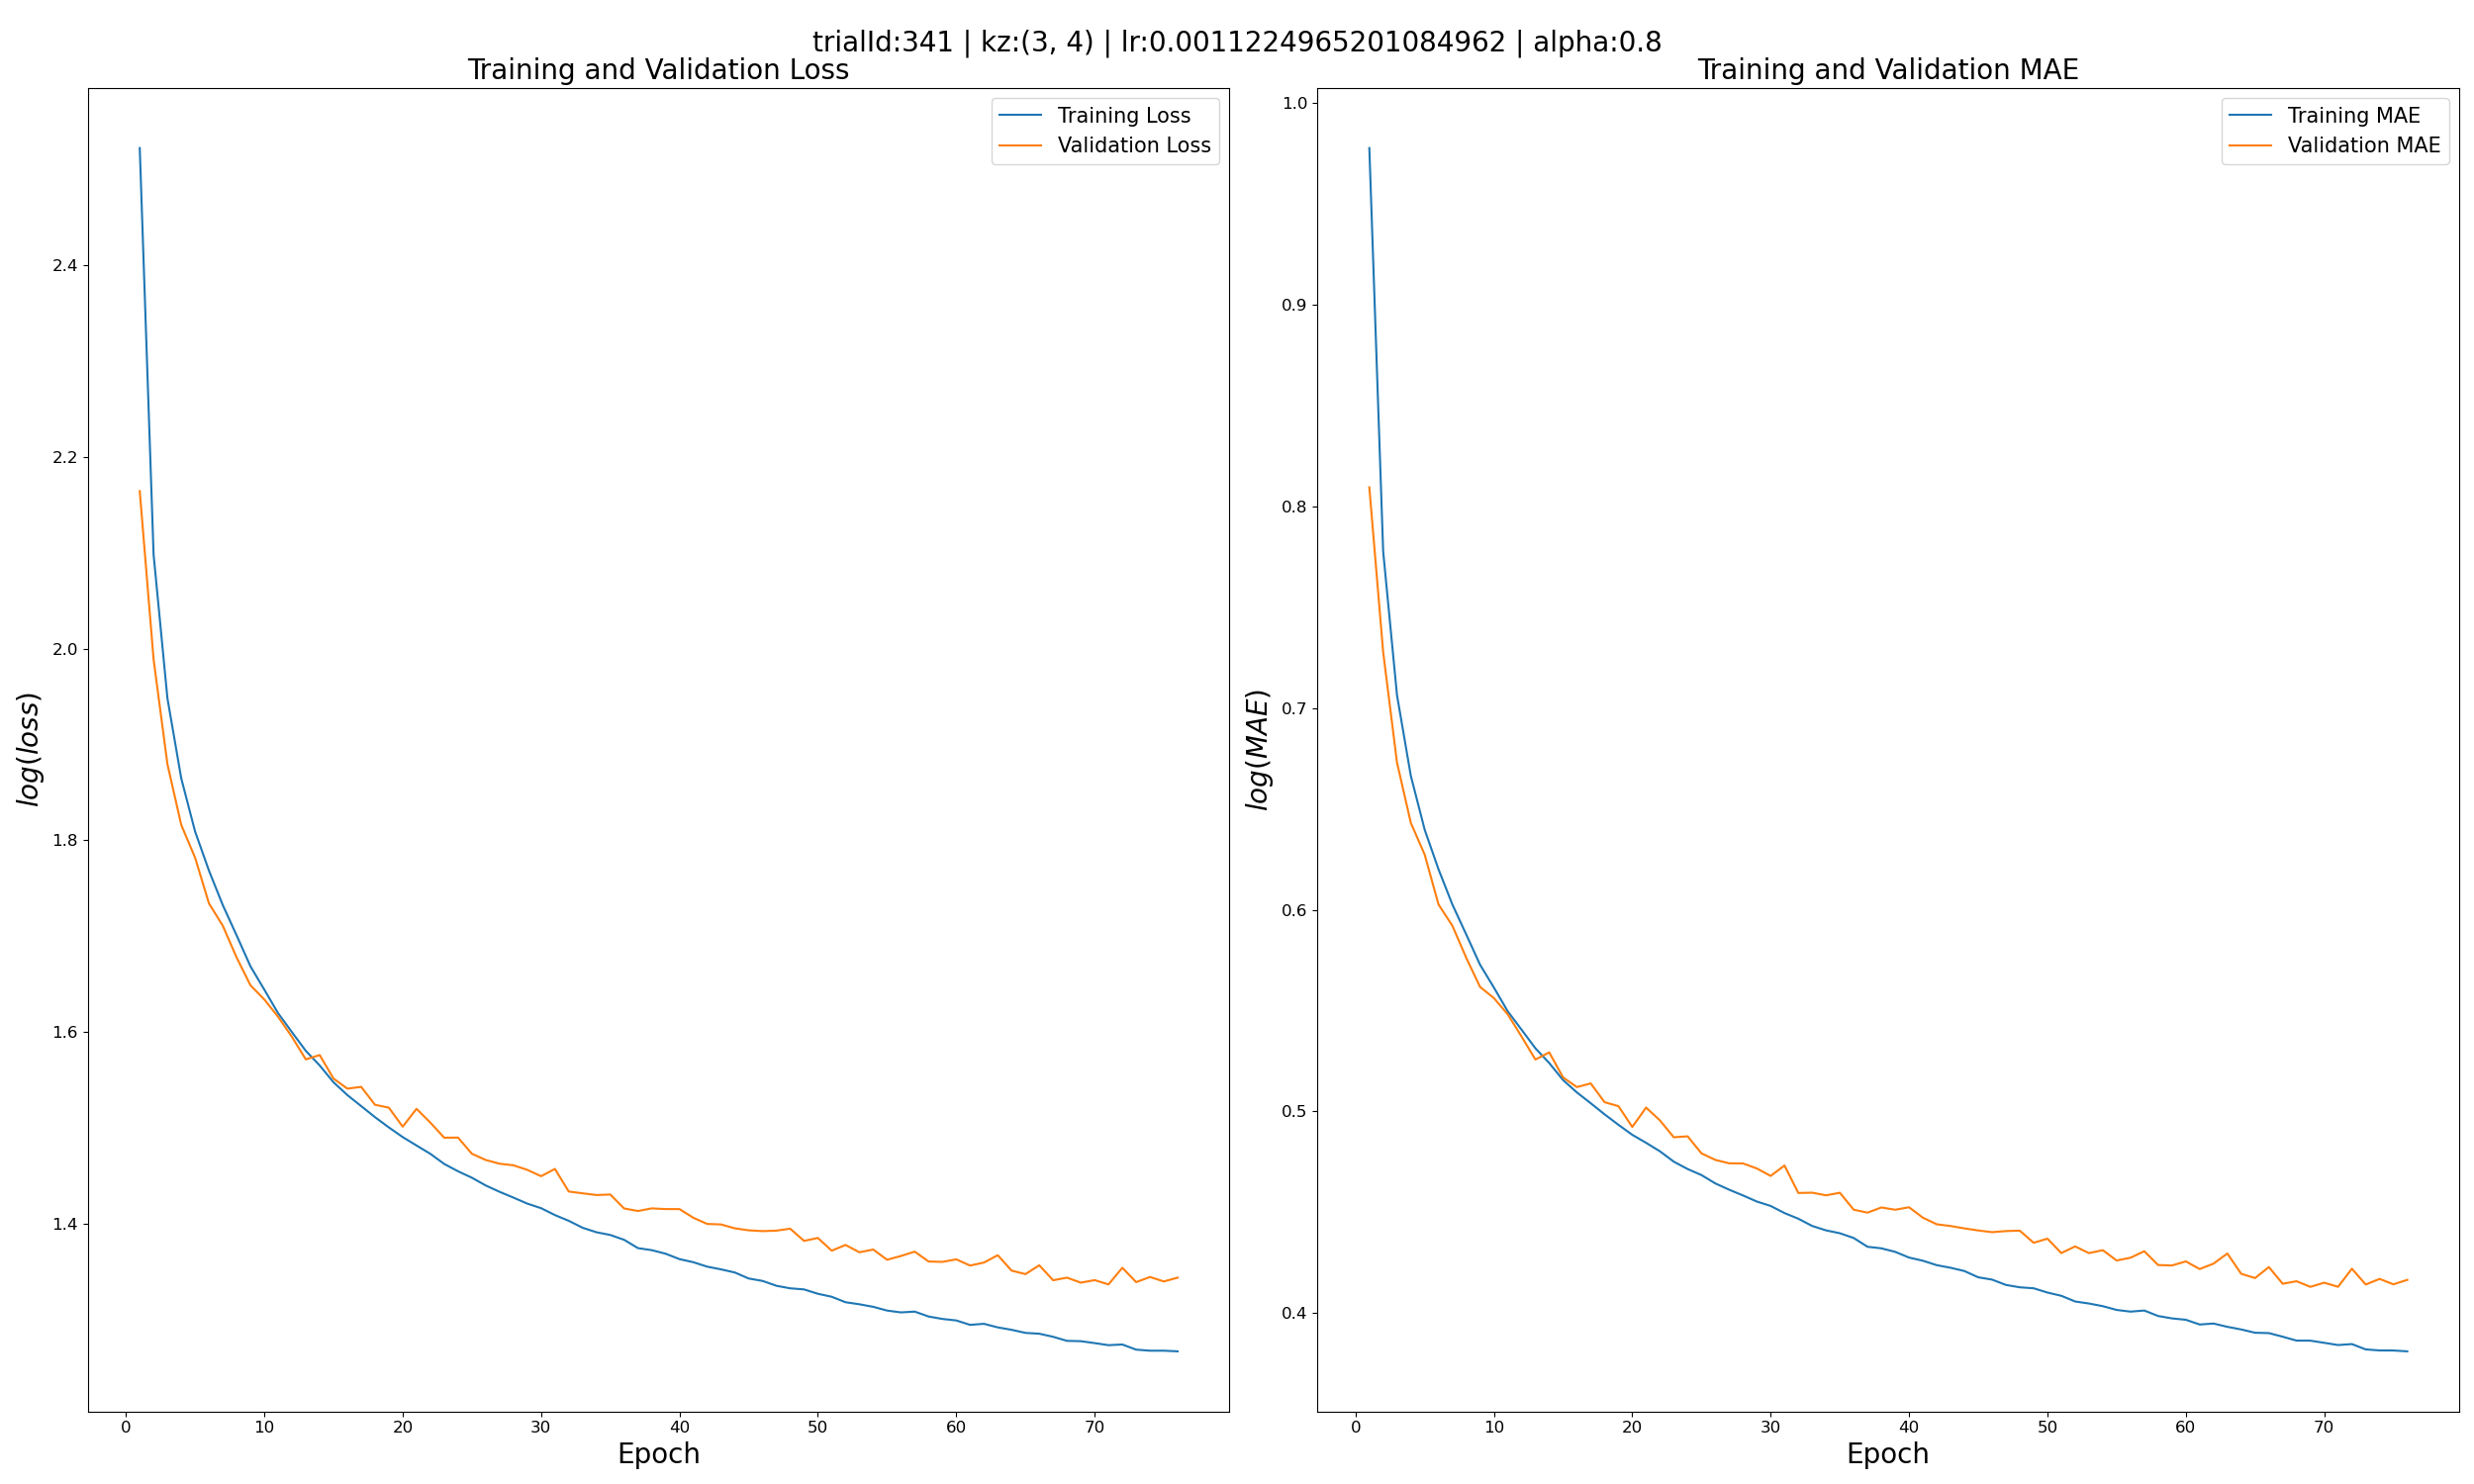 trialId:341 | kz:(3, 4) | lr:0.0011224965201084962 | alpha:0.8
Training and Validation Loss
Training Loss
Validation Loss
2.4
2.2
2.0
1.8
1.6
1.4
log(loss)
0
10
20
30
40
50
60
70
Epoch
Training and Validation MAE
Training MAE
Validation MAE
1.0
0.9
0.8
0.7
0.6
0.5
0.4
log(MAE)
0
10
20
30
40
50
60
70
Epoch